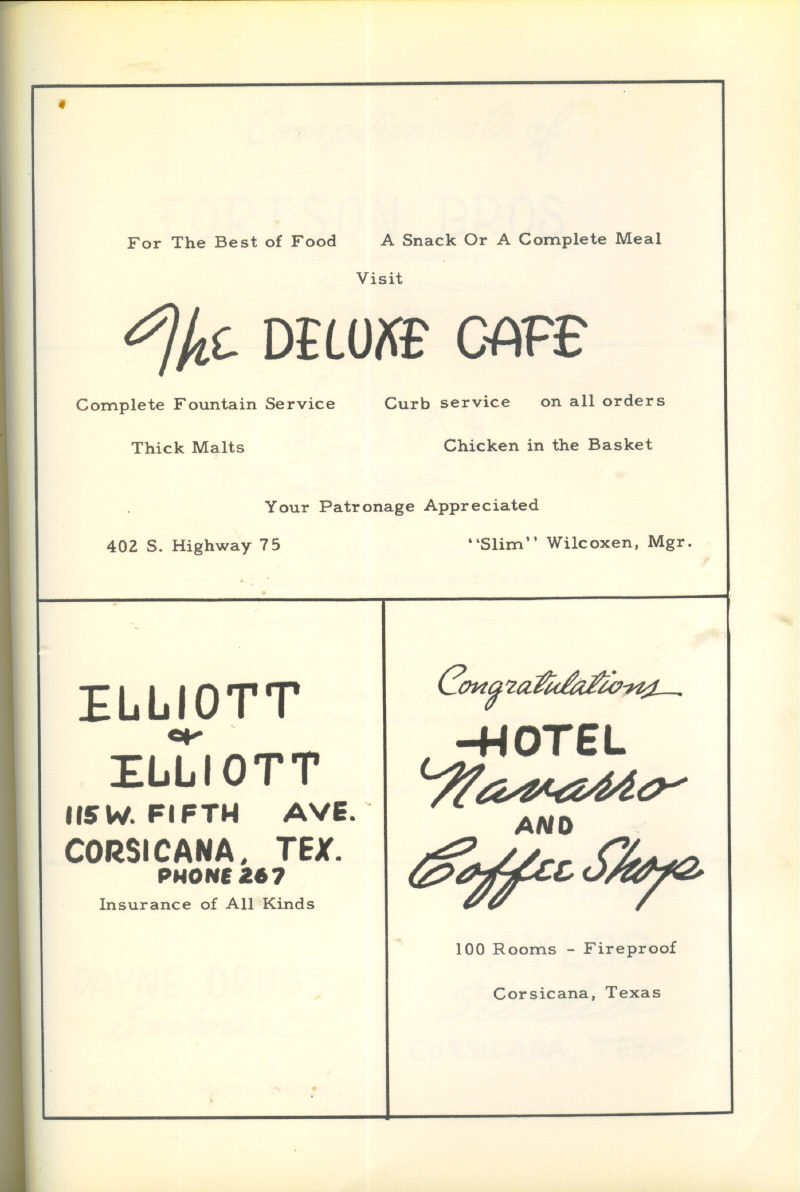 For The Best of Food A Snack Or A Complete Meal
Visit
The DELUXE CAFE
Complete Fountain Service Curb service on all orders
Thick Malts Chicken in the Basket
Your Patronage Appreciated
402 S. Highway 75 "Slim" Wilcoxen, Mgr.
ELLIOTT
&
ELLIOTT
115 W. FIFTH AVE.
CORSICANA, TEX.
PHONE 267
Insurance of All Kinds
Congratulations
HOTEL
Navarro
AND
Coffee Shop
100 Rooms - Fireproof
Corsicana, Texas